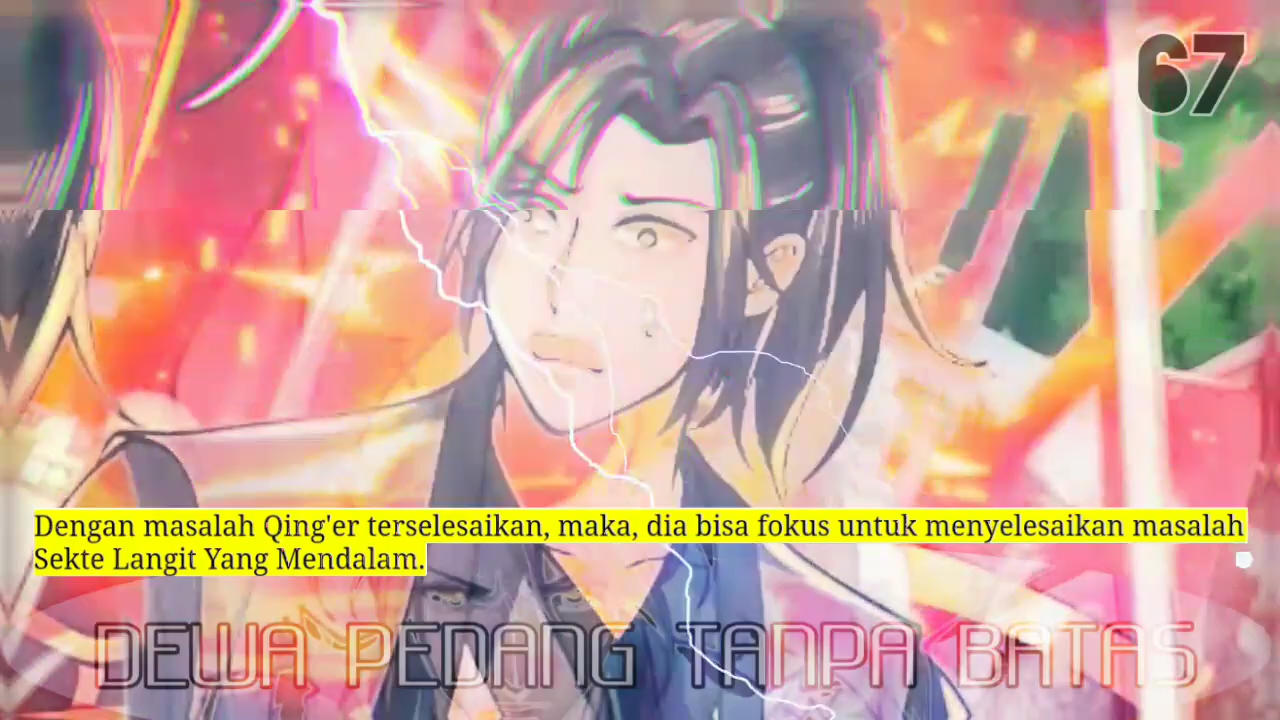 67
Dengan masalah Qing'er terselesaikan, maka, dia bisa fokus untuk menyelesaikan masalah
Sekte Langit Yang Mendalam.
DEWA PEDANG TANPA BATAS